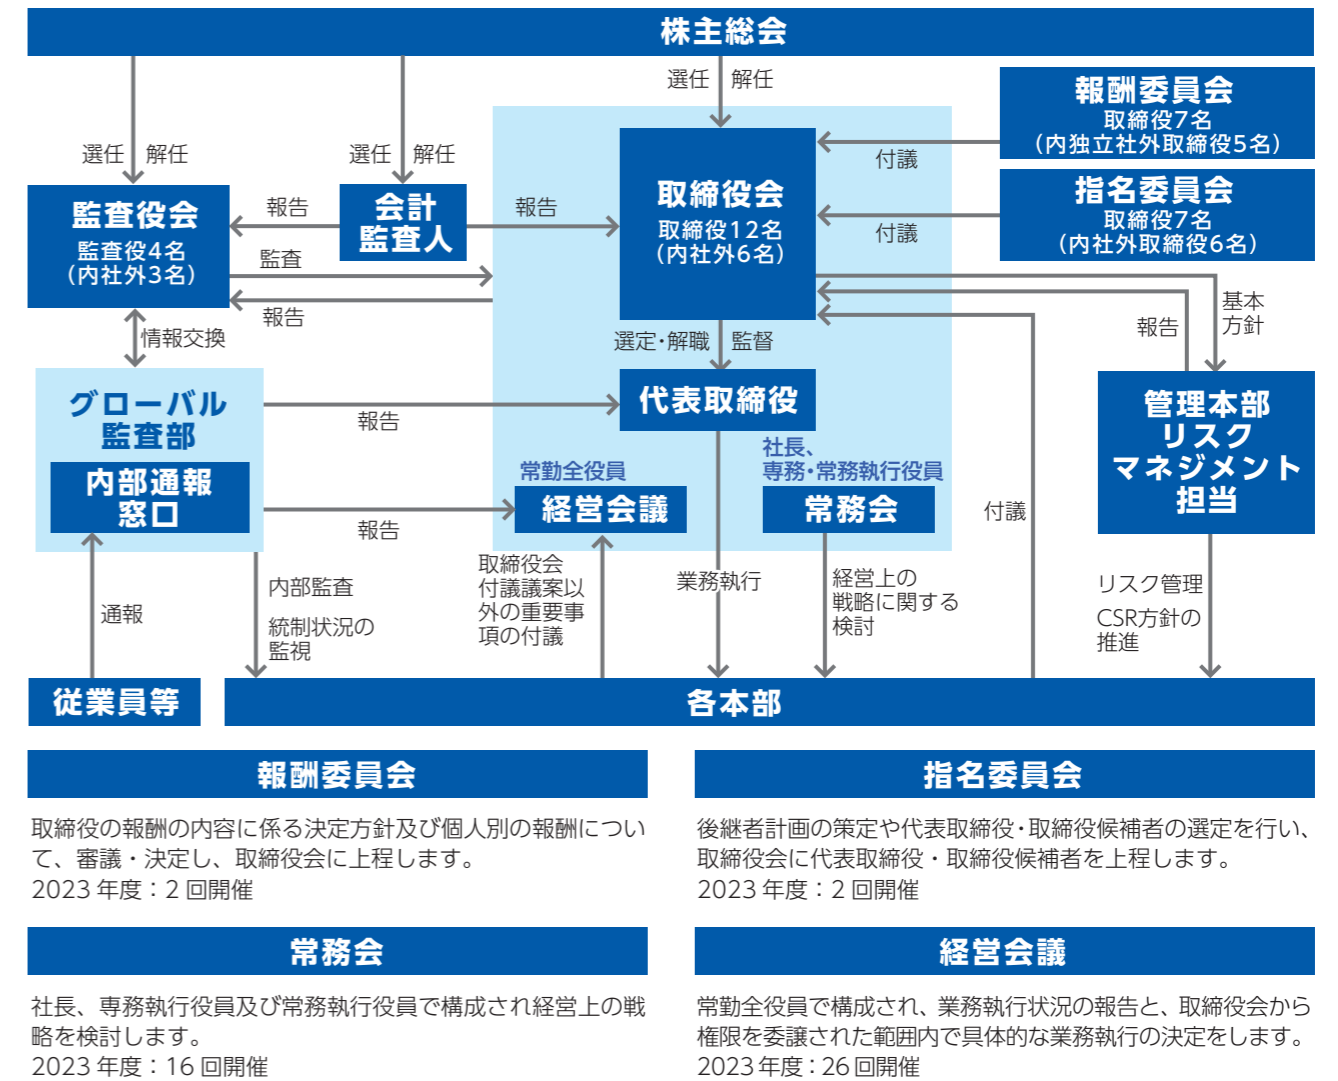 株主総会
選任 解任
報酬委員会
取締役7名
（内独立社外取締役5名）
付議
選任 解任
選任 解任
指名委員会
取締役7名
（内社外取締役6名）
付議
監査役会
監査役4名
（内社外3名）
報告
会計
監査人
報告
取締役会
取締役12名
（内社外6名）
監査
報告
基本
方針
報告
情報交換
選定・解職 監督
グローバル
監査部
内部通報
窓口
報告
代表取締役
管理本部
リスク
マネジメント
担当
常勤全役員
経営会議
社長、
専務・常務執行役員
常務会
報告
付議
通報
内部監査
統制状況の
監視
取締役会
付議議案以
外の重要事
項の付議
業務執行
経営上の
戦略に関する
検討
リスク管理
CSR方針の
推進
従業員等
各本部
報酬委員会
取締役の報酬の内容に係る決定方針及び個人別の報酬につい
て、審議・決定し、取締役会に上程します。
2023年度：2回開催
指名委員会
後継者計画の策定や代表取締役・取締役候補者の選定を行い、
取締役会に代表取締役・取締役候補者を上程します。
2023年度：2回開催
常務会
社長、専務執行役員及び常務執行役員で構成され経営上の戦
略を検討します。
2023年度：16回開催
経営会議
常勤全役員で構成され、業務執行状況の報告と、取締役会から
権限を委譲された範囲内で具体的な業務執行の決定をします。
2023年度：26回開催